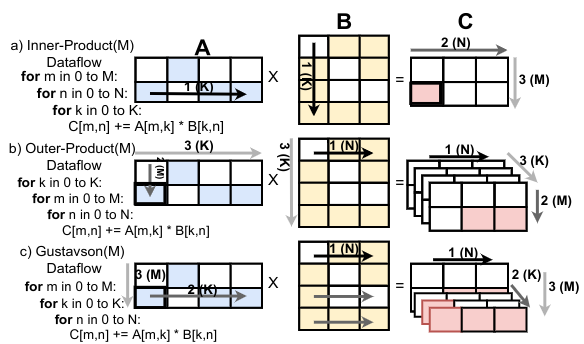 A
B
C
a) Inner-Product(M)
Dataflow
for m in 0 to M:
for n in 0 to N:
for k in 0 to K:
C[m,n] += A[m,k] * B[k,n]
1 (K)
X
1 (K)
=
2 (N)
3 (M)
b) Outer-Product(M)
Dataflow
for k in 0 to K:
for m in 0 to M:
for n in 0 to N:
C[m,n] += A[m,k] * B[k,n]
3 (K)
2 (M)
X
3 (K)
1 (N)
=
1 (N)
3 (K)
2 (M)
c) Gustavson(M)
Dataflow
for m in 0 to M:
for k in 0 to K:
for n in 0 to N:
C[m,n] += A[m,k] * B[k,n]
3 (M)
2 (K)
X
1 (N)
=
1 (N)
2 (K)
3 (M)